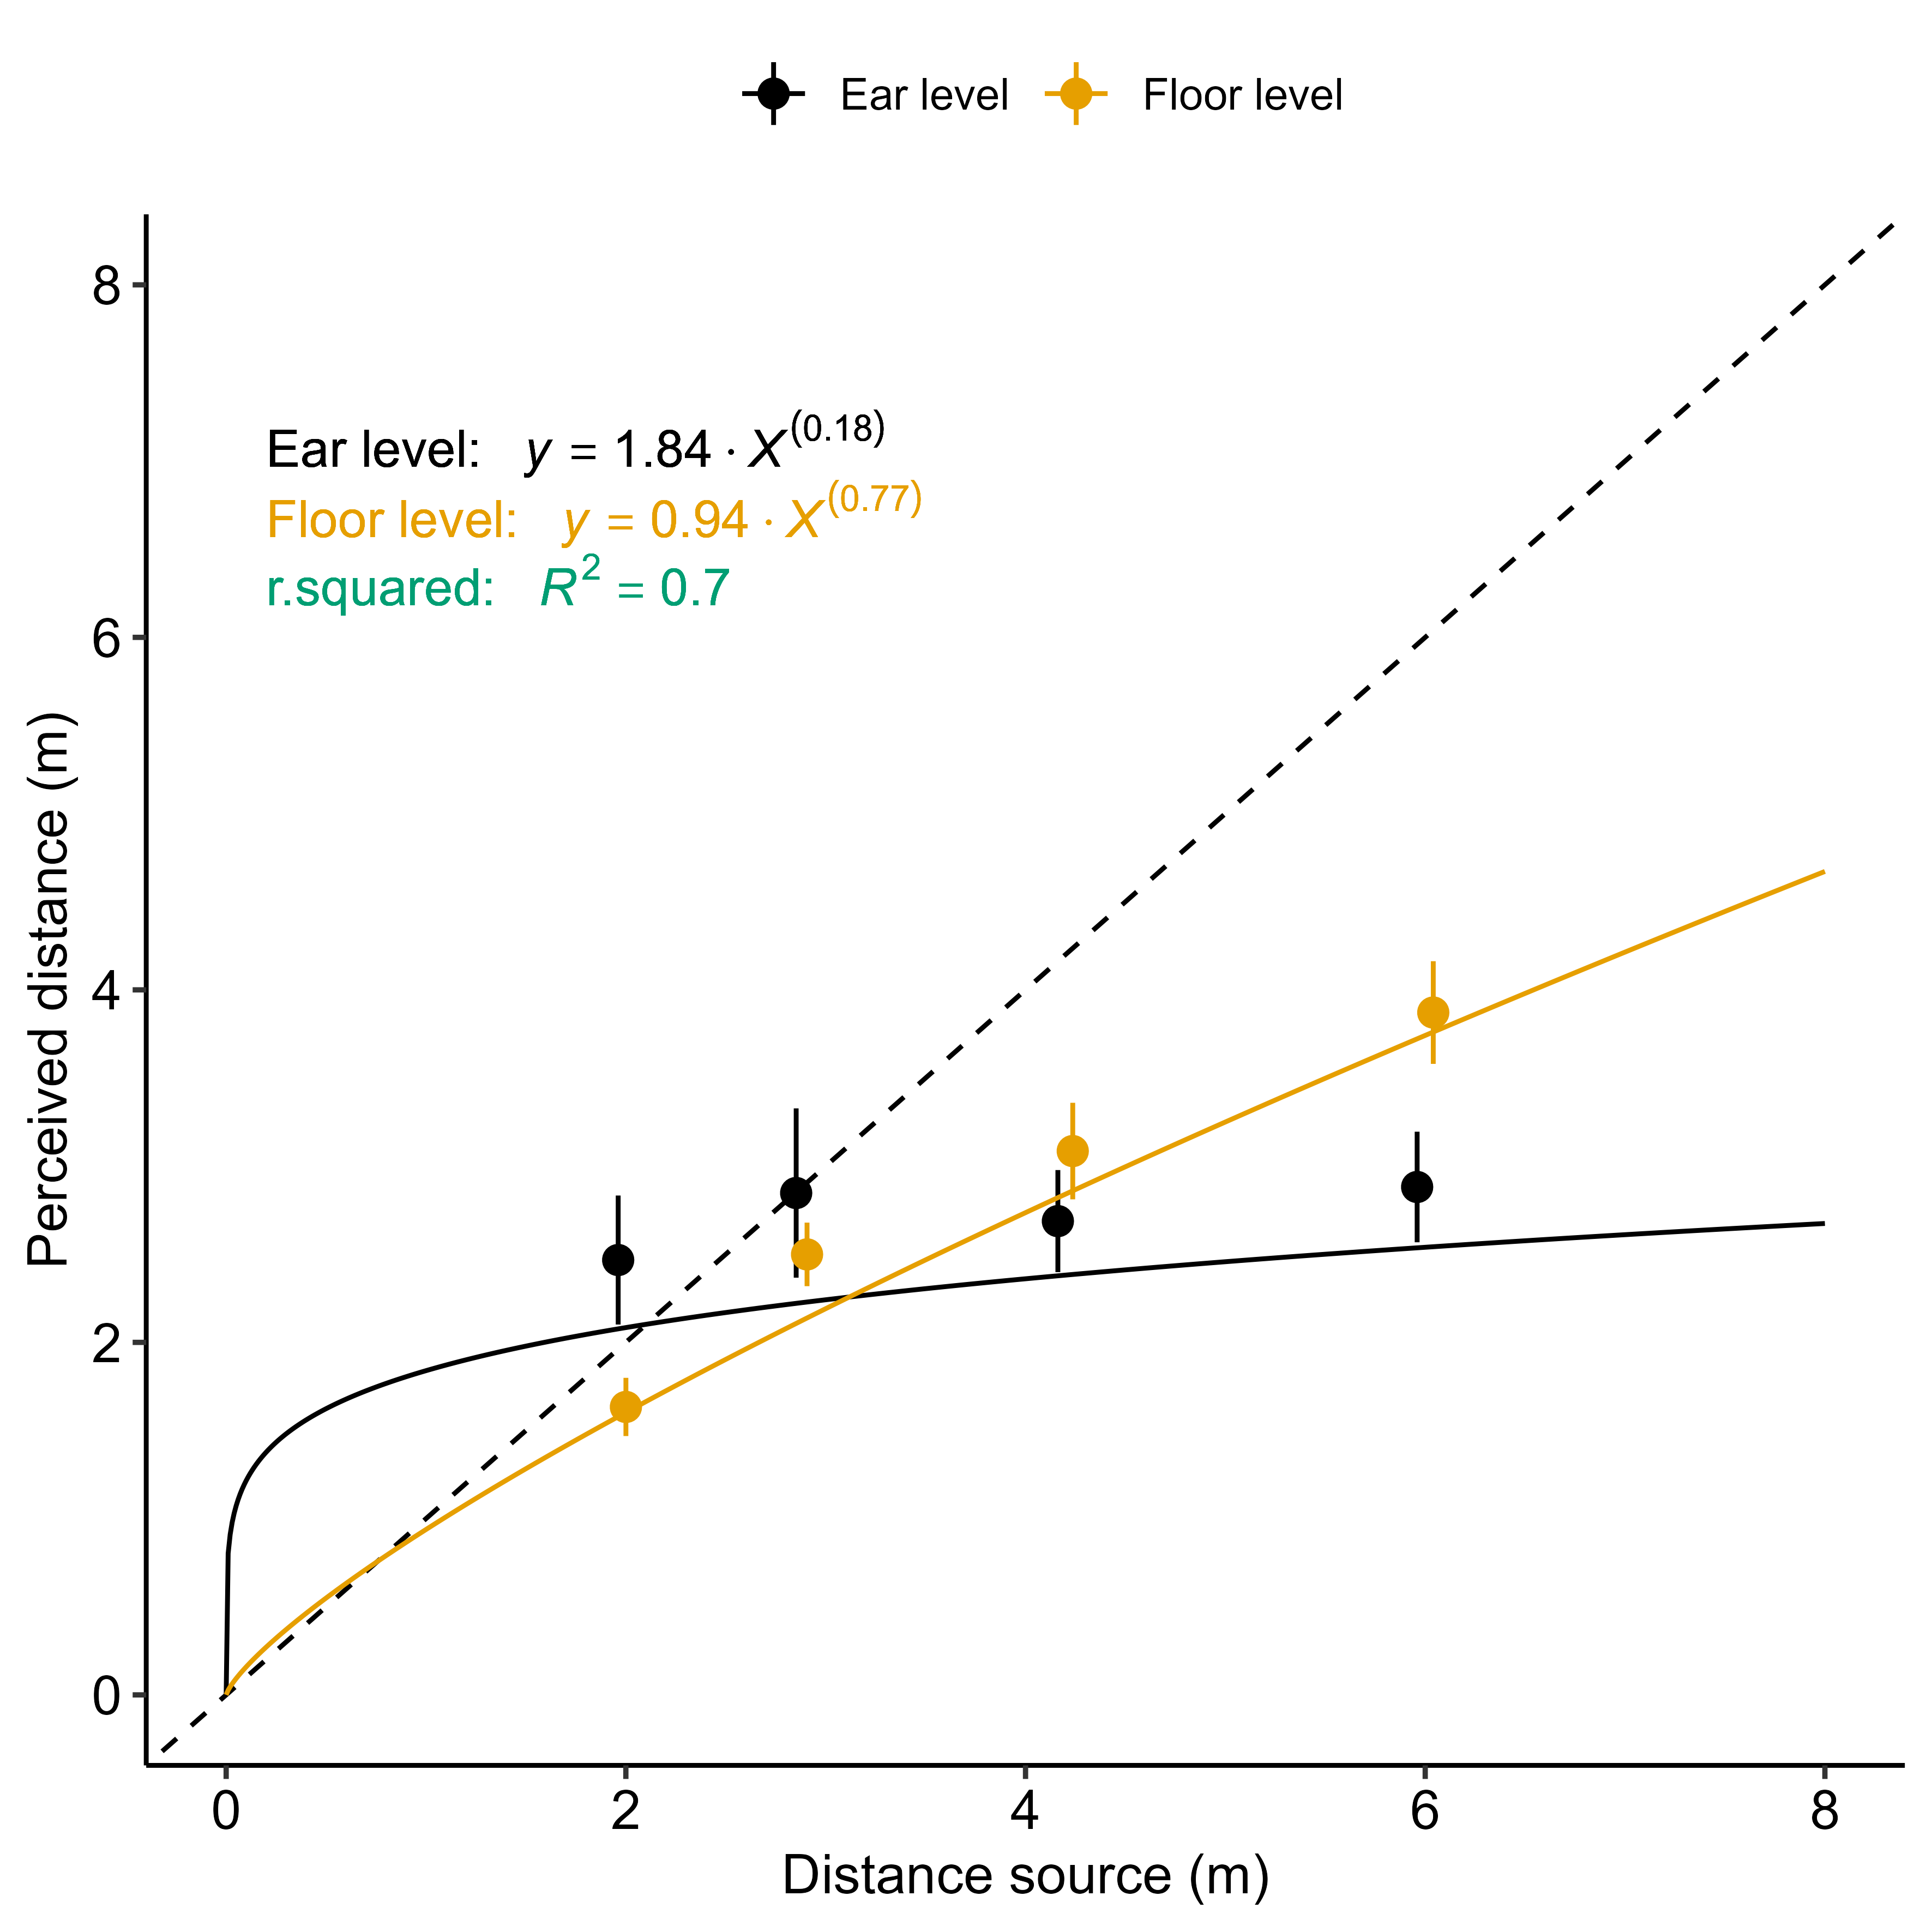 Ear level Floor level
8
Ear level: y = 1.84 · X^(0.18)
Floor level: y = 0.94 · X^(0.77)
r.squared: R² = 0.7
6
Perceived distance (m)
4
2
0
0 2 4 6 8
Distance source (m)